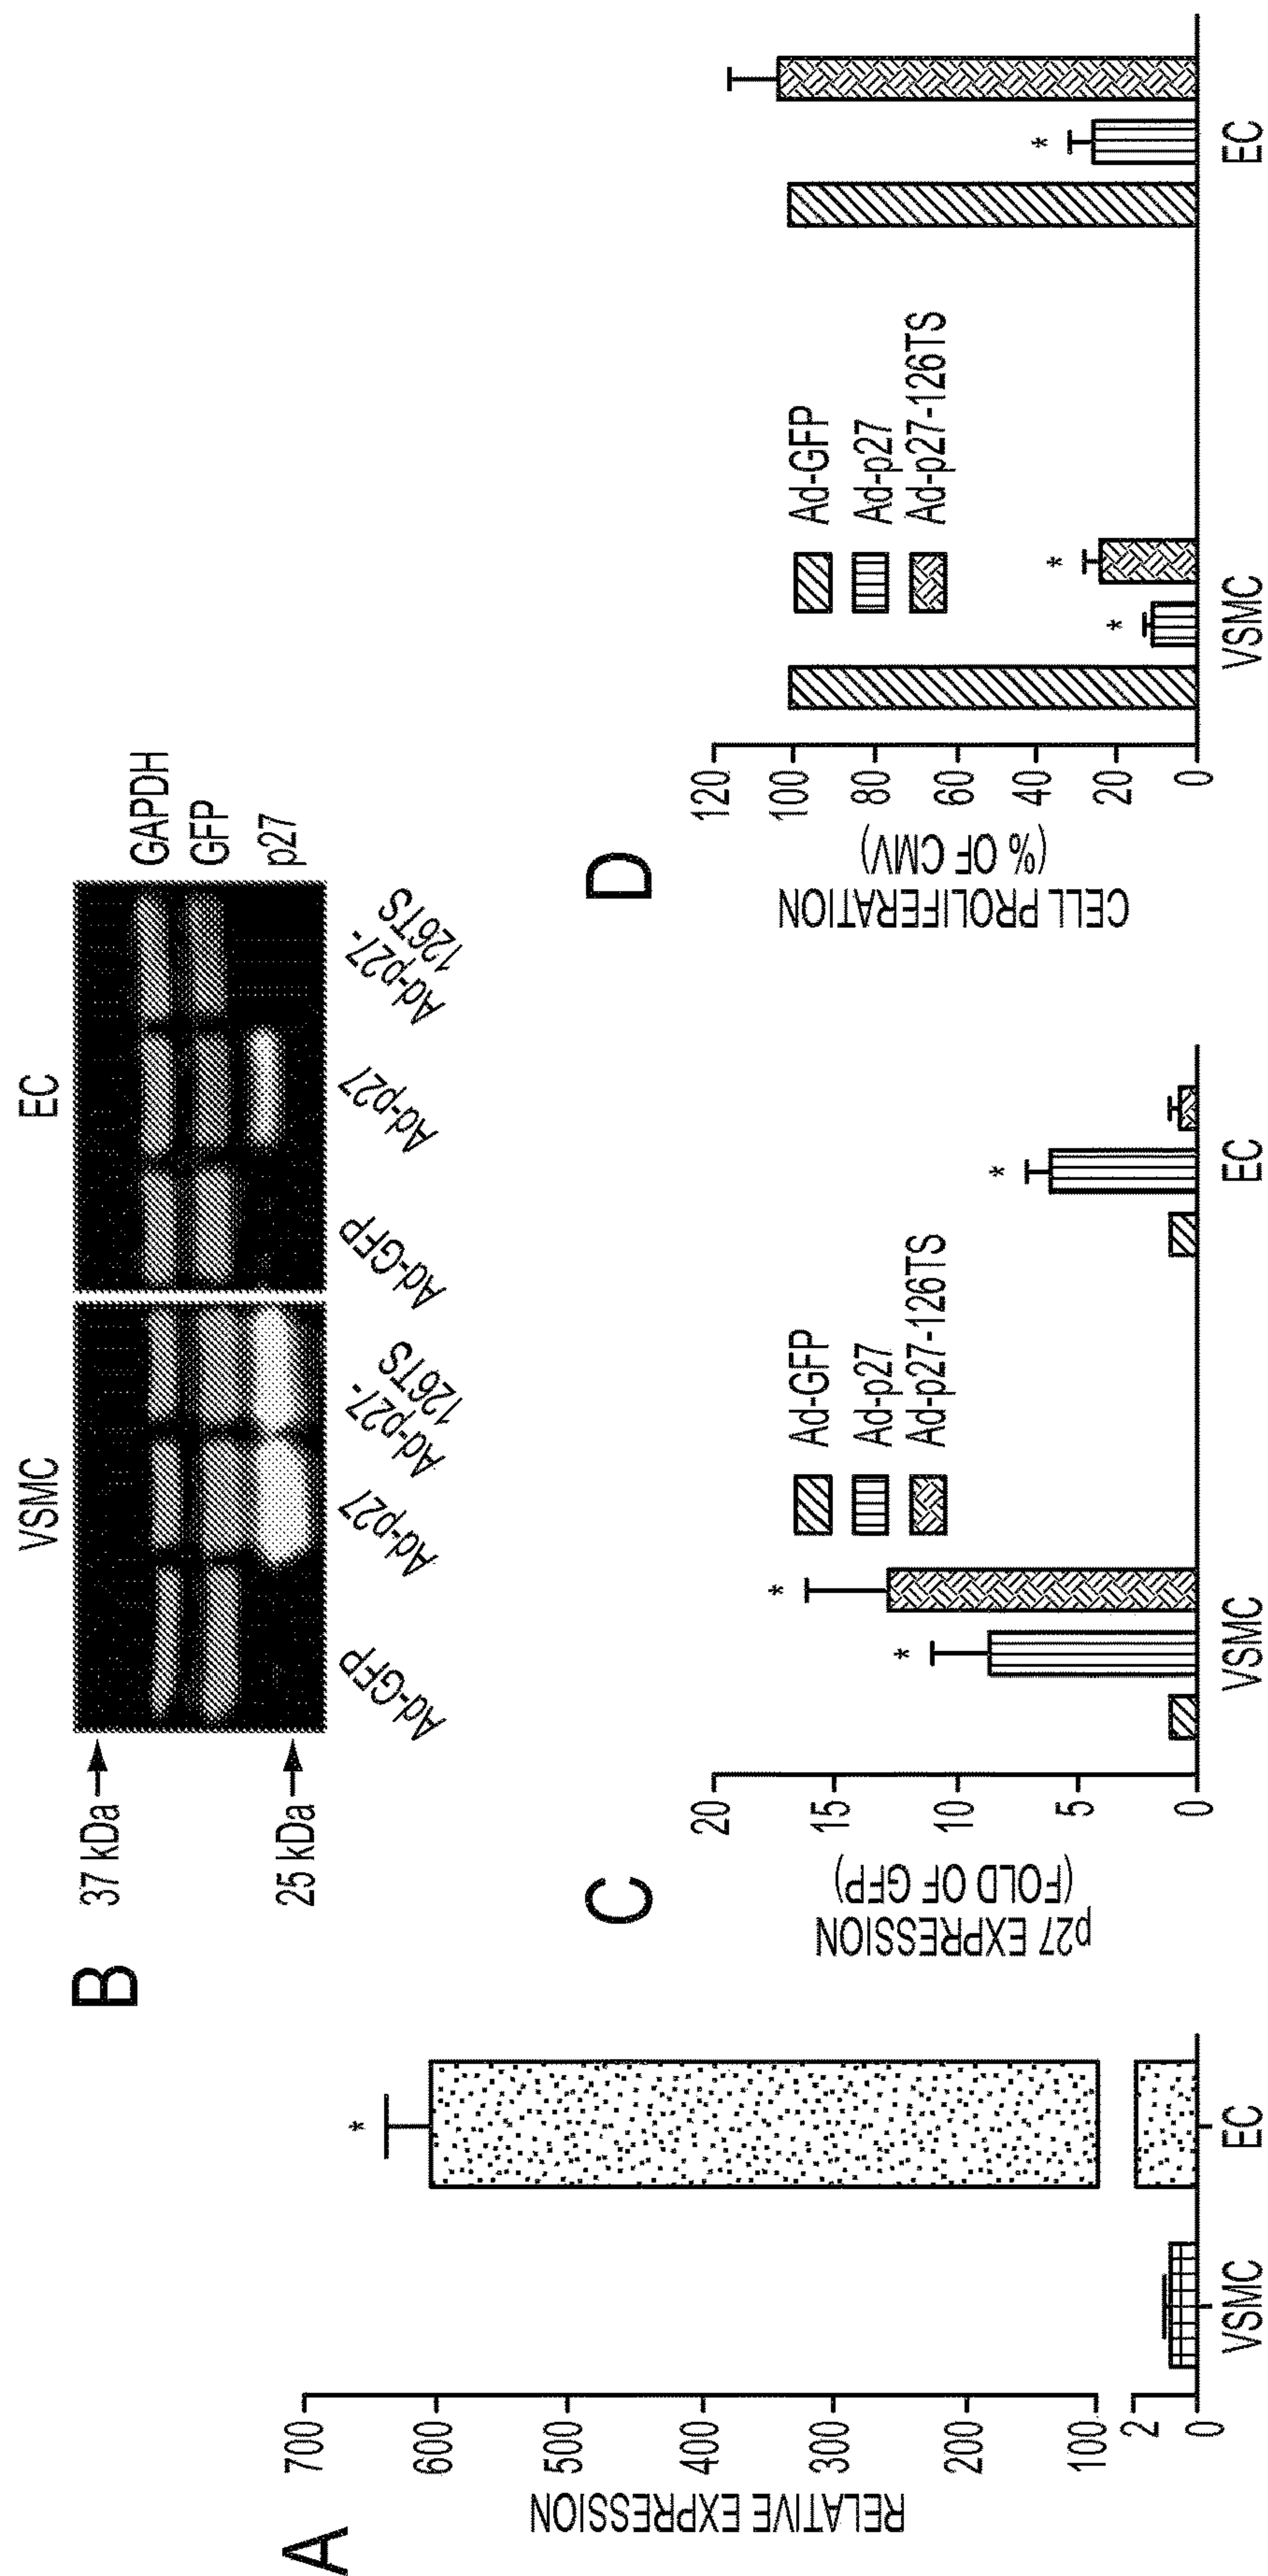 A
RELATIVE EXPRESSION
700
600
500
400
300
200
100
2
0
VSMC
EC
B
VSMC
EC
37 kDa
25 kDa
GAPDH
GFP
p27
Ad-GFP
Ad-p27
Ad-p27-
126TS
Ad-GFP
Ad-p27
Ad-p27-
126TS
C
p27 EXPRESSION
(FOLD OF GFP)
20
15
10
5
0
*
*
*
*
Ad-GFP
Ad-p27
Ad-p27-126TS
VSMC
EC
D
CELL PROLIFERATION
(% OF CMV)
120
100
80
60
40
20
0
*
*
*
Ad-GFP
Ad-p27
Ad-p27-126TS
VSMC
EC